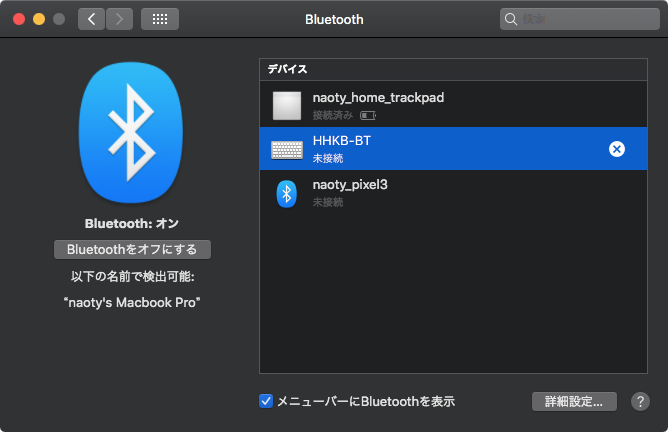 Bluetooth
検索
デバイス
naoty_home_trackpad
接続済み
HHKB-BT
未接続
naoty_pixel3
未接続
Bluetooth: オン
Bluetoothをオフにする
以下の名前で検出可能:
“naoty's Macbook Pro”
メニューバーにBluetoothを表示
詳細設定...
?